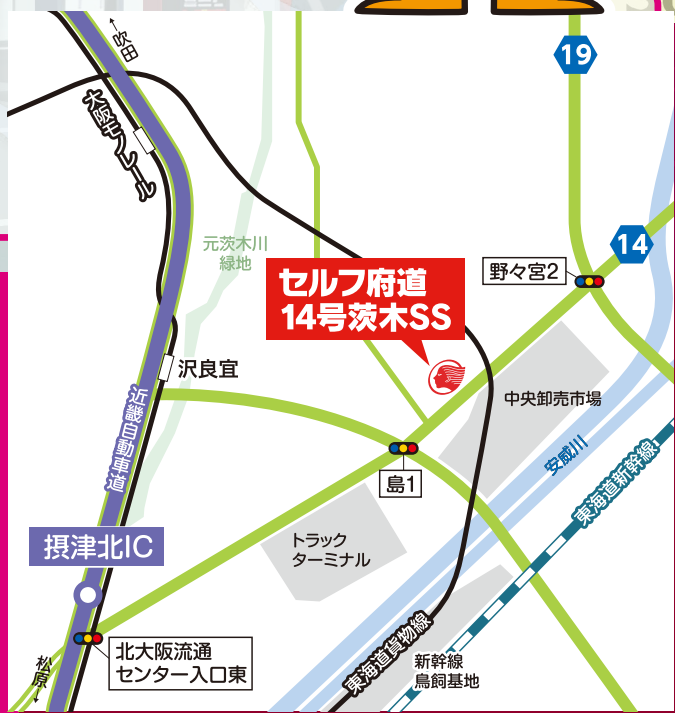 ←吹田
19
大阪モノレール
元茨木川
緑地
14
野々宮2
セルフ府道
14号茨木SS
沢良宜
中央卸売市場
近畿自動車道
安威川
島1
東海道新幹線
摂津北IC
トラック
ターミナル
北大阪流通
センター入口東
東海道貨物線
新幹線
鳥飼基地
松原→